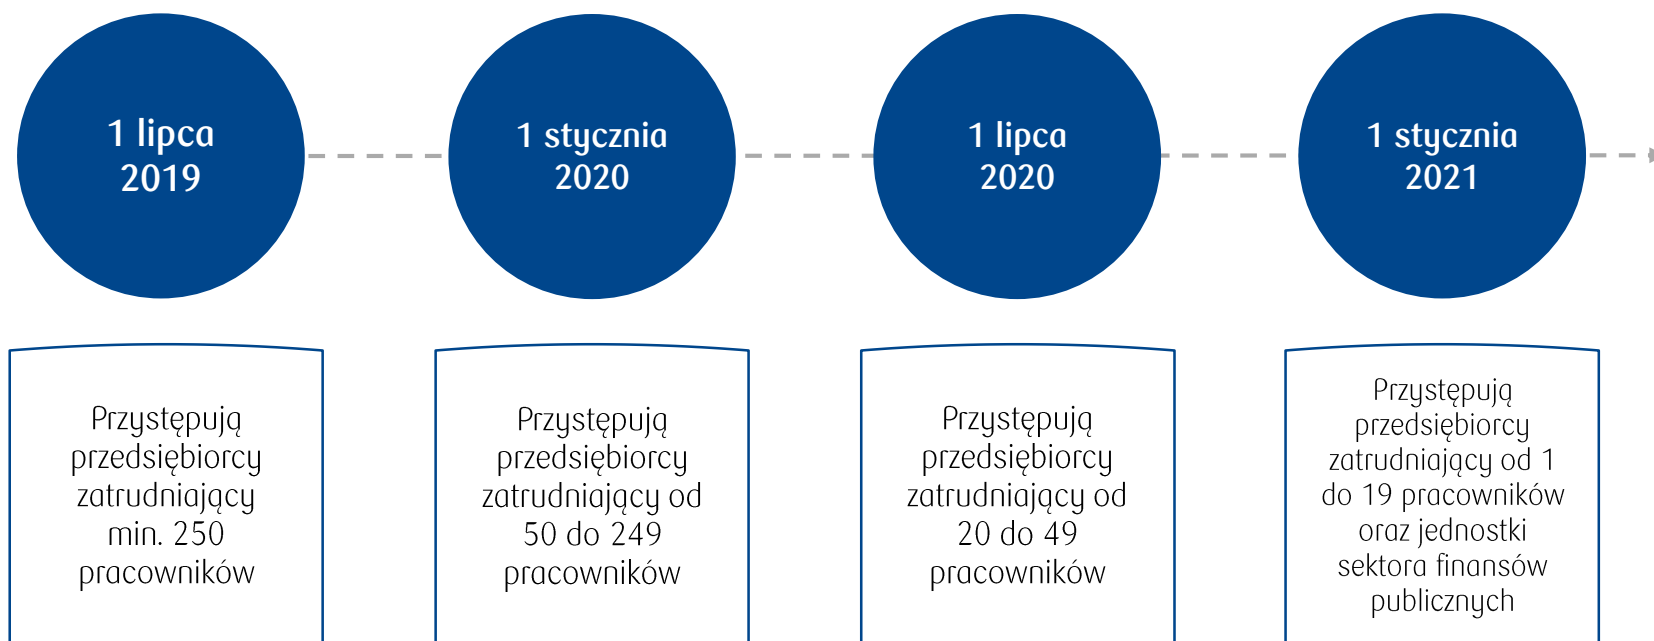 1 lipca
2019
1 stycznia
2020
1 lipca
2020
1 stycznia
2021
Przystępują
przedsiębiorcy
zatrudniający
min. 250
pracowników
Przystępują
przedsiębiorcy
zatrudniający od
50 do 249
pracowników
Przystępują
przedsiębiorcy
zatrudniający od
20 do 49
pracowników
Przystępują
przedsiębiorcy
zatrudniający od 1
do 19 pracowników
oraz jednostki
sektora finansów
publicznych